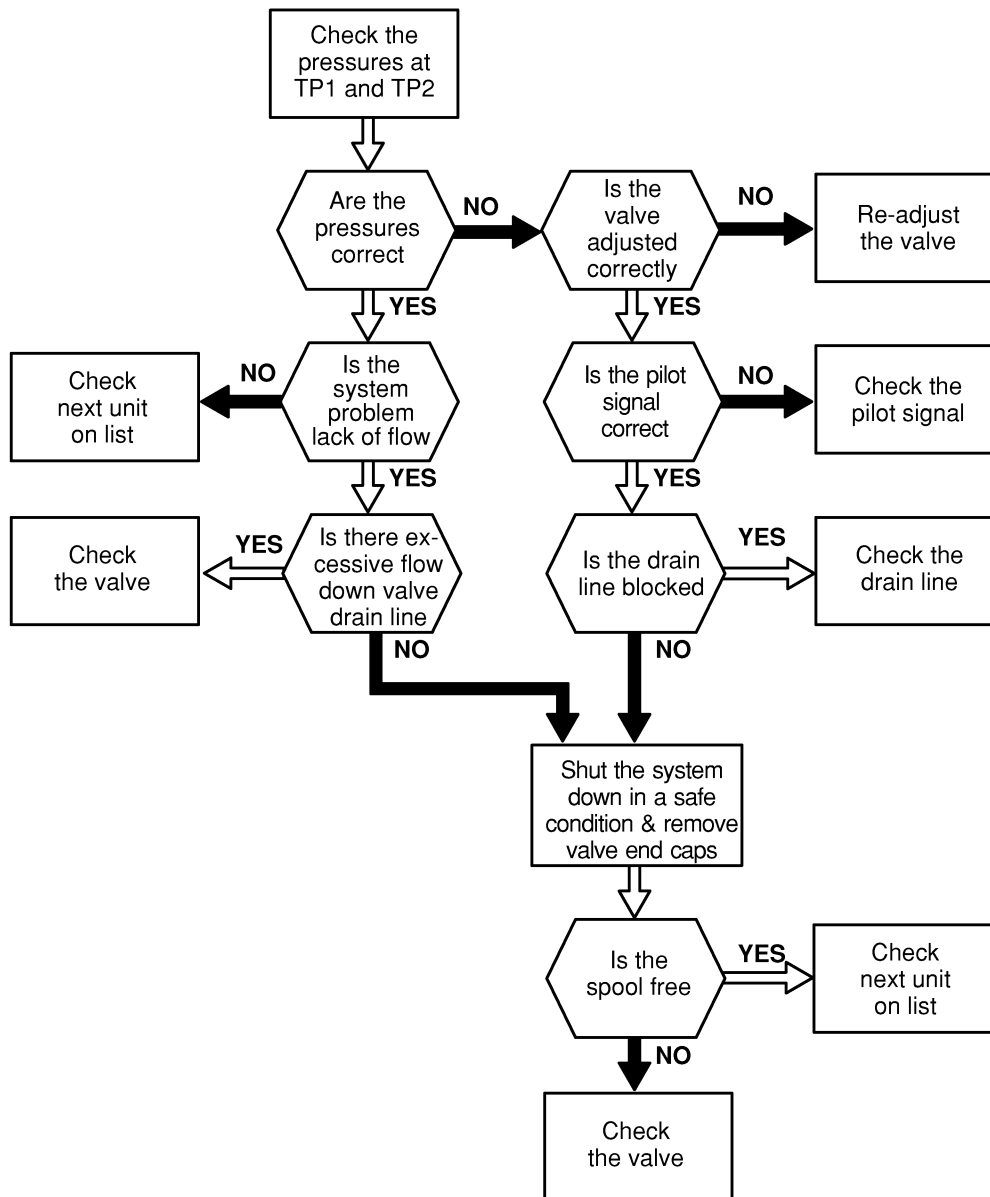 Check the
pressures at
TP1 and TP2
Are the
pressures
correct
NO
Is the
valve
adjusted
correctly
NO
Re-adjust
the valve
YES
YES
Check
next unit
on list
NO
Is the
system
problem
lack of flow
Is the pilot
signal
correct
NO
Check the
pilot signal
YES
YES
Check
the valve
YES
Is there ex-
cessive flow
down valve
drain line
Is the drain
line blocked
YES
Check the
drain line
NO
NO
Shut the system
down in a safe
condition & remove
valve end caps
Is the
spool free
YES
Check
next unit
on list
NO
Check
the valve